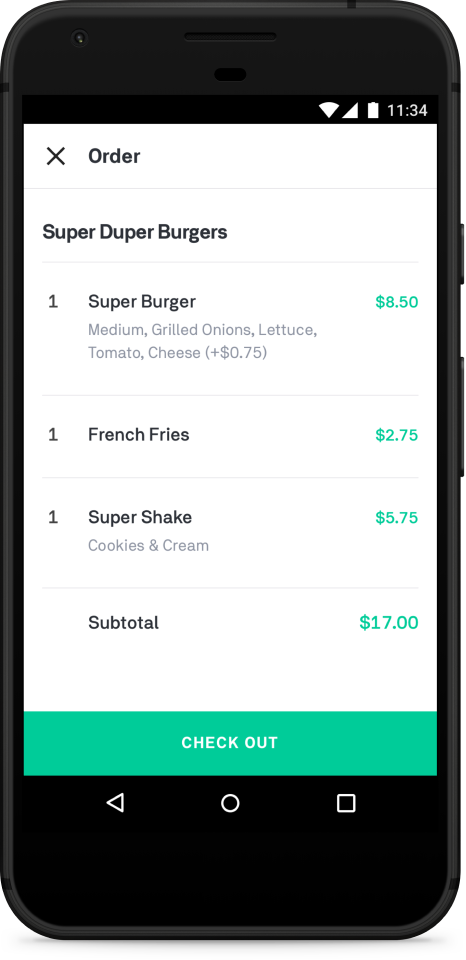 11:34
Order
Super Duper Burgers
1 Super Burger $8.50
Medium, Grilled Onions, Lettuce,
Tomato, Cheese (+$0.75)
1 French Fries $2.75
1 Super Shake $5.75
Cookies & Cream
Subtotal $17.00
CHECK OUT